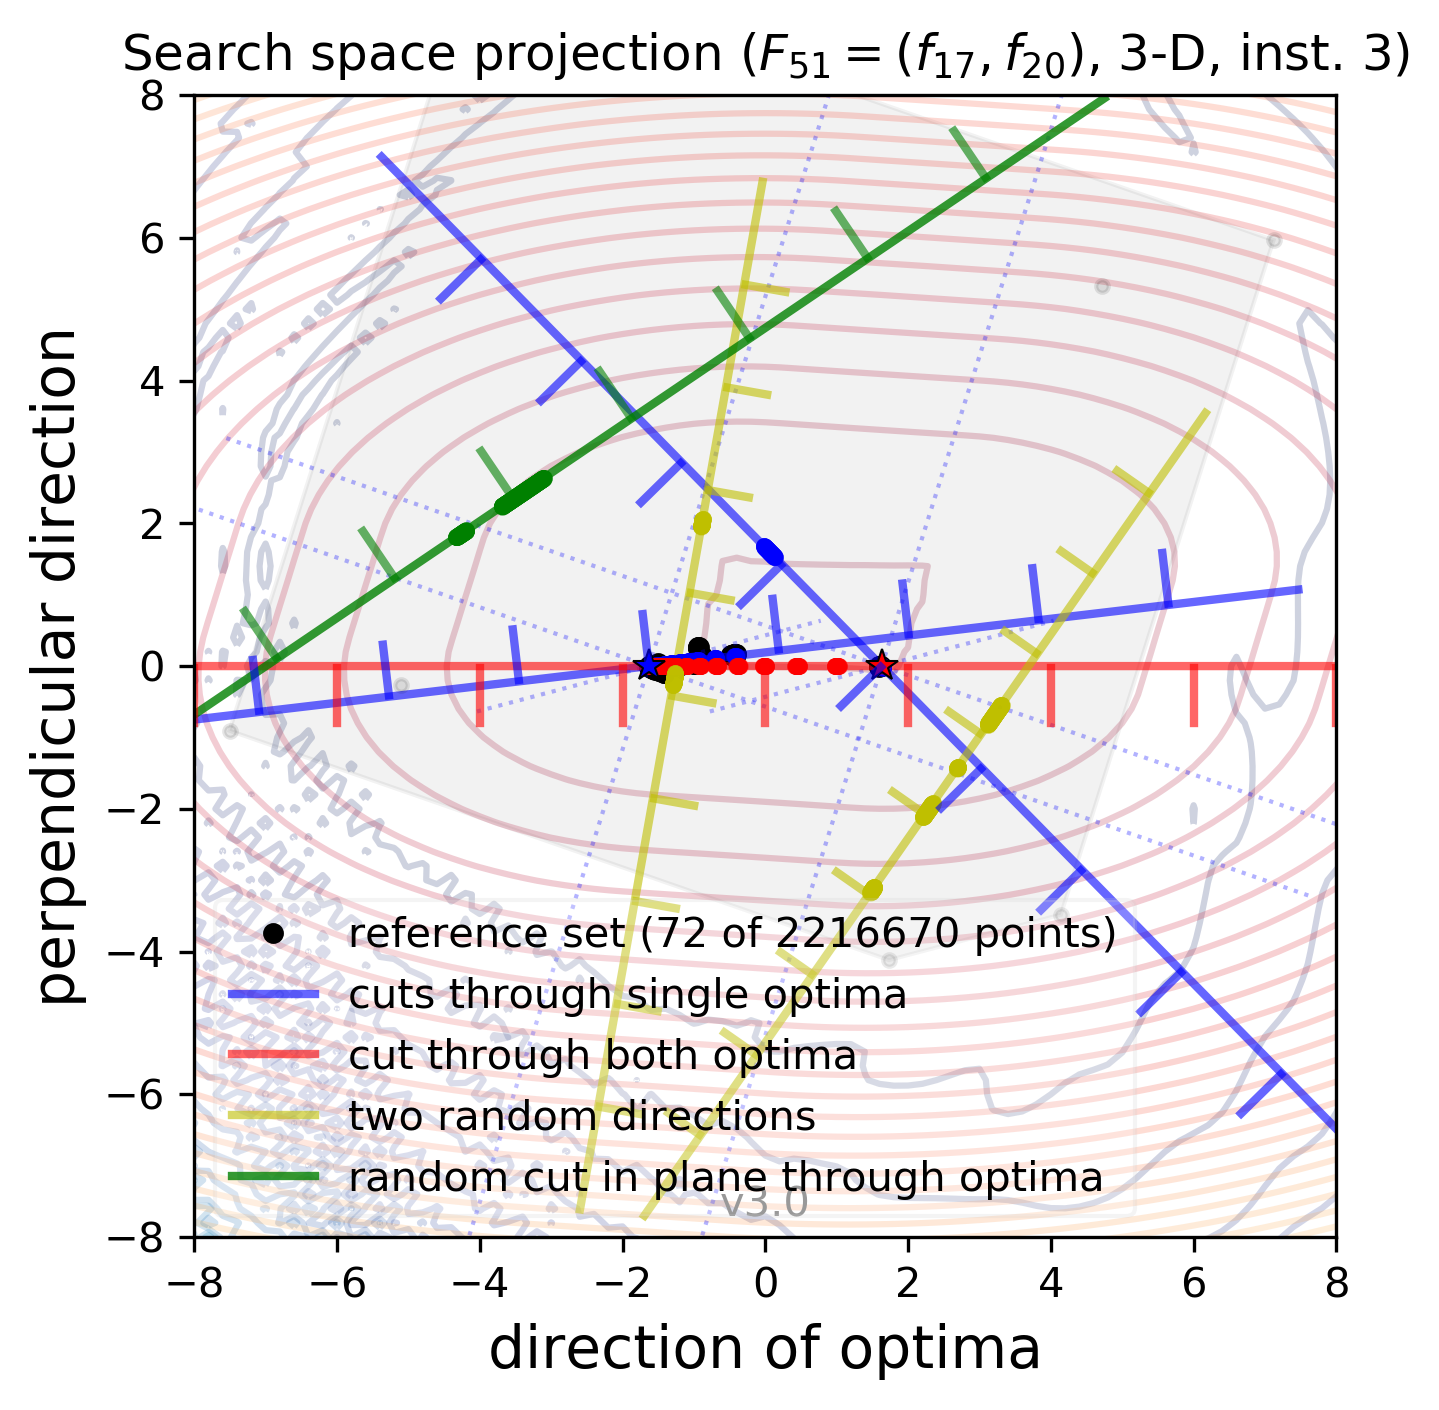 Search space projection (F51 = (f17, f20), 3-D, inst. 3)
8
6
4
2
0
−2
−4
−6
−8
perpendicular direction
reference set (72 of 2216670 points)
cuts through single optima
cut through both optima
two random directions
random cut in plane through optima
v3.0
−8 −6 −4 −2 0 2 4 6 8
direction of optima